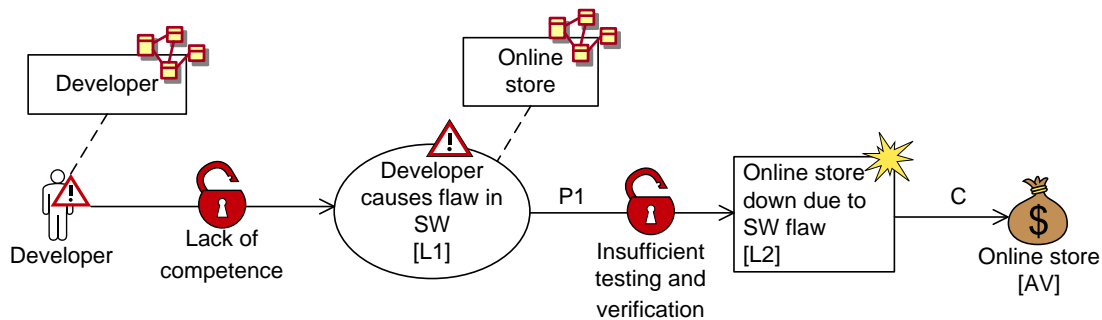 Developer
Online
store
Developer
Lack of
competence
Developer
causes flaw in
SW
[L1]
P1
Insufficient
testing and
verification
Online store
down due to
SW flaw
[L2]
C
$
Online store
[AV]